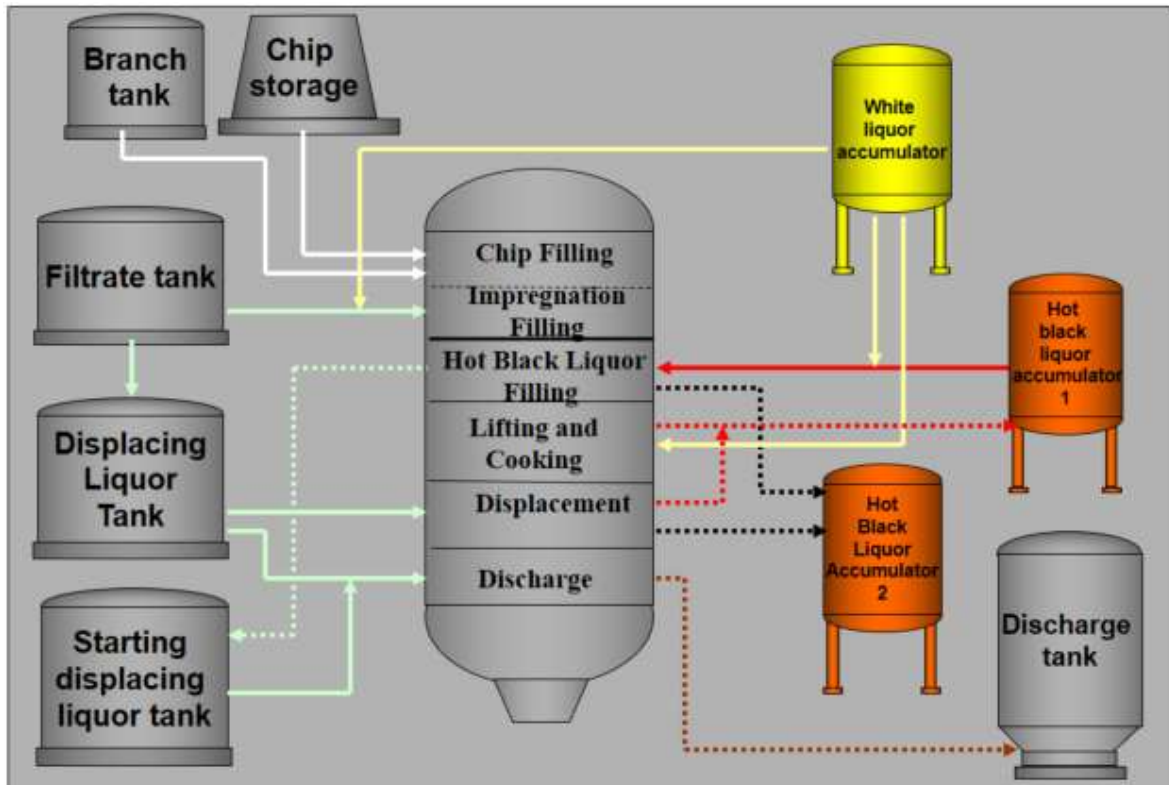 Branch
tank
Chip
storage
White
liquor
accumulator
Filtrate tank
Chip Filling
Impregnation
Filling
Hot Black Liquor
Filling
Lifting and
Cooking
Displacement
Discharge
Hot
black
liquor
accumulator
1
Displacing
Liquor
Tank
Hot
Black
Liquor
Accumulator
2
Starting
displacing
liquor tank
Discharge
tank